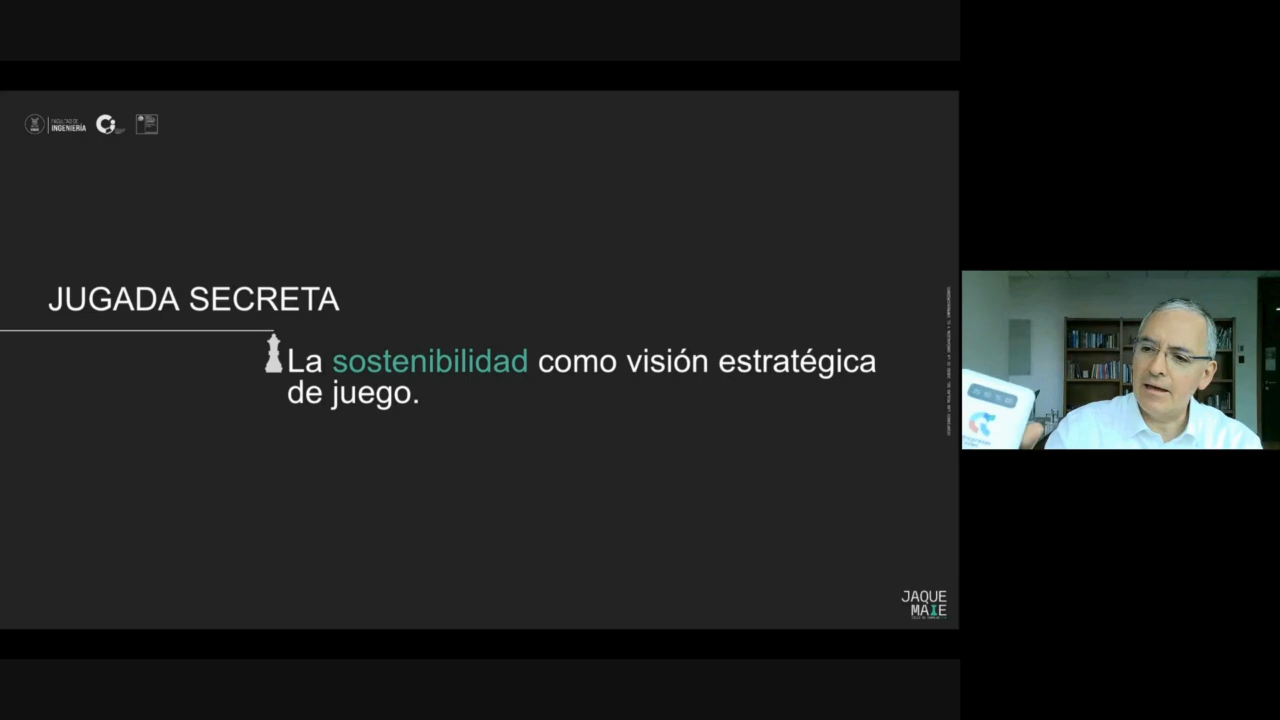 FACULTAD DE
INGENIERÍA
JUGADA SECRETA
La sostenibilidad como visión estratégica
de juego.
JAQUE
MATE